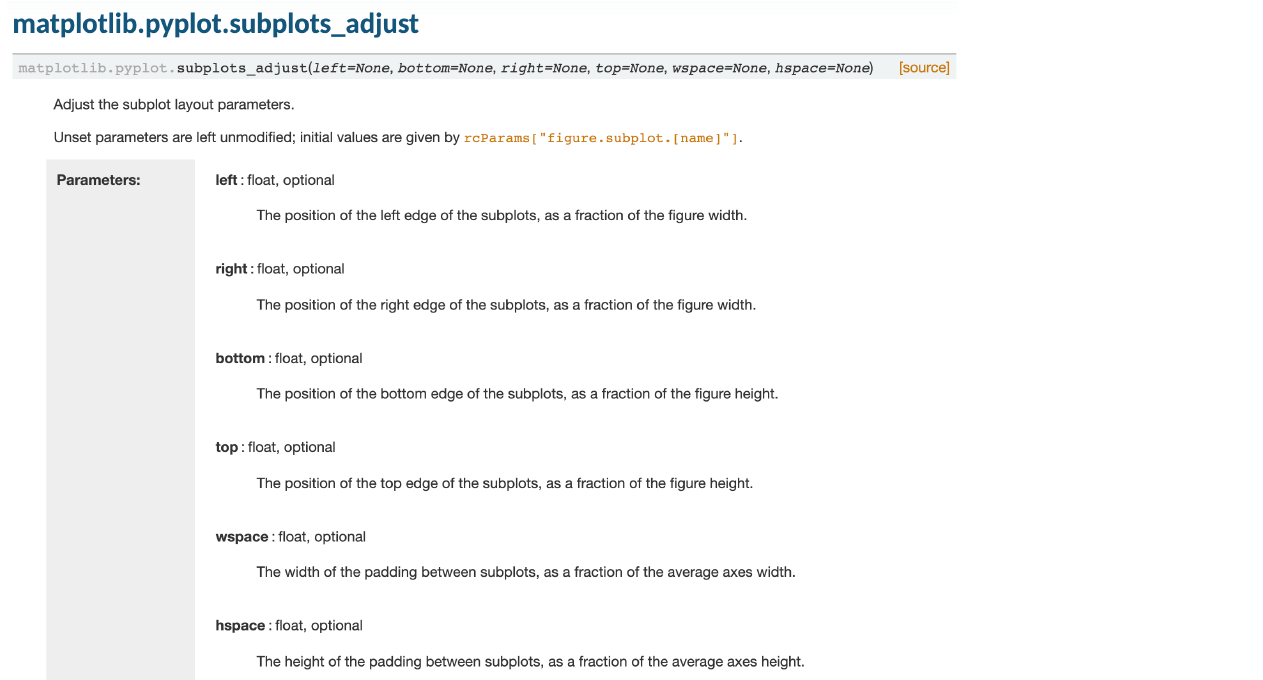 matplotlib.pyplot.subplots_adjust
matplotlib.pyplot.subplots_adjust(left=None, bottom=None, right=None, top=None, wspace=None, hspace=None) [source]
Adjust the subplot layout parameters.
Unset parameters are left unmodified; initial values are given by rcParams["figure.subplot.[name]"].
Parameters: left : float, optional
The position of the left edge of the subplots, as a fraction of the figure width.
right : float, optional
The position of the right edge of the subplots, as a fraction of the figure width.
bottom : float, optional
The position of the bottom edge of the subplots, as a fraction of the figure height.
top : float, optional
The position of the top edge of the subplots, as a fraction of the figure height.
wspace : float, optional
The width of the padding between subplots, as a fraction of the average axes width.
hspace : float, optional
The height of the padding between subplots, as a fraction of the average axes height.